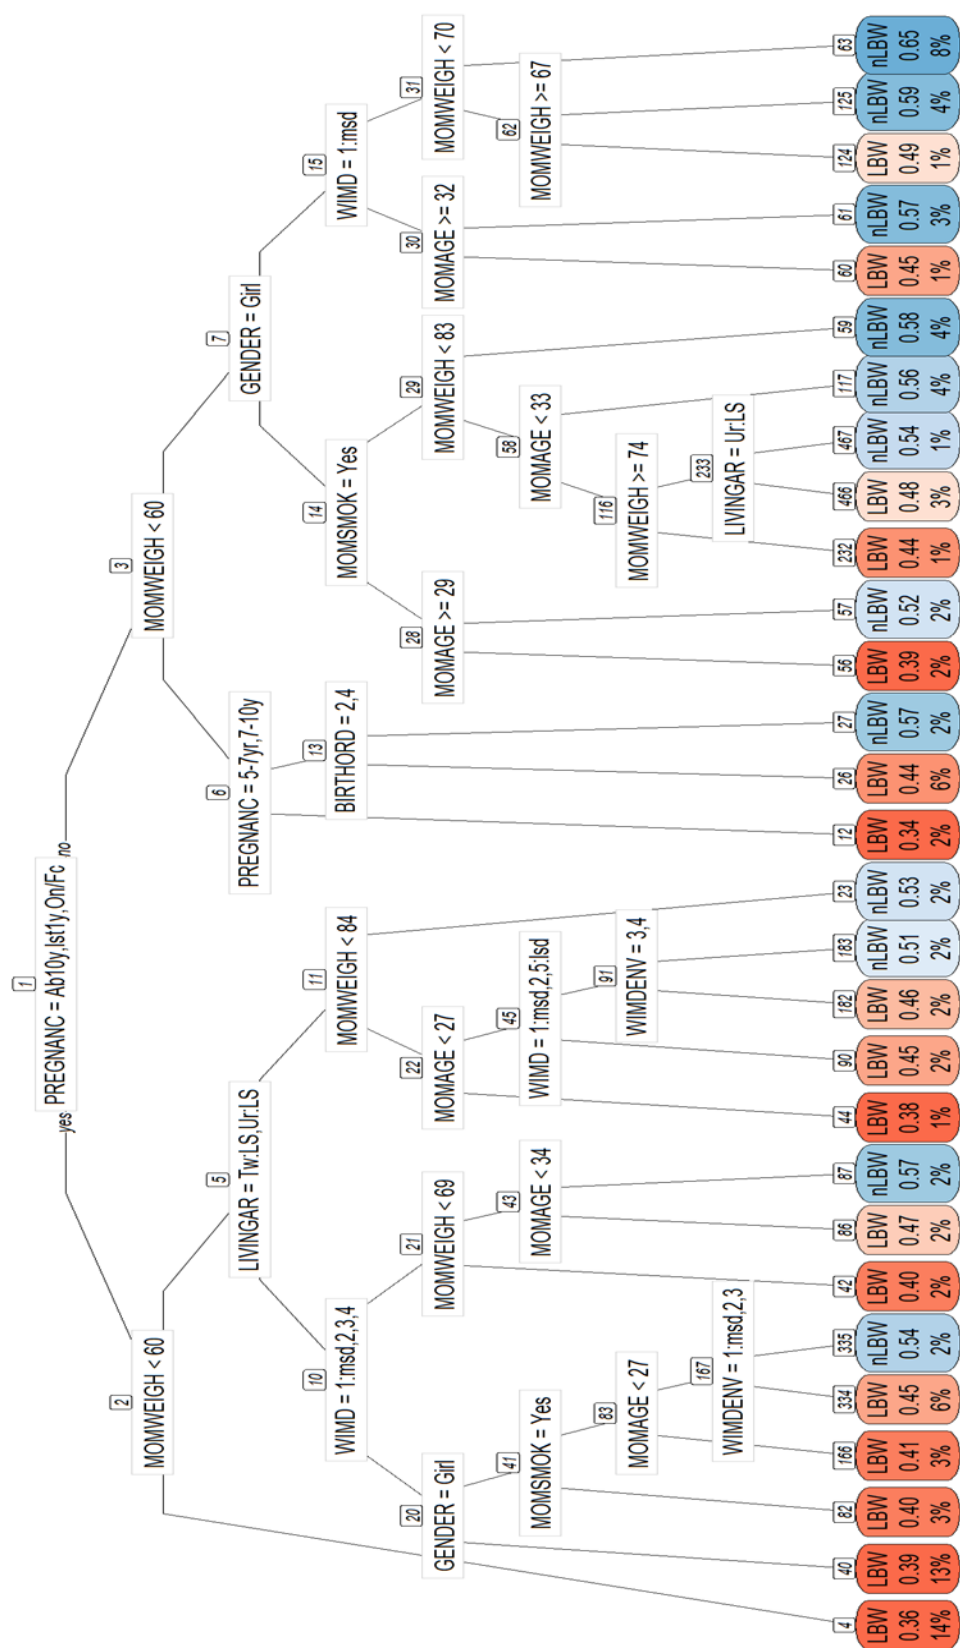 1
PREGNANC = Ab10y,lst1y,On/Fc
yes
no
2
MOMWEIGH < 60
3
MOMWEIGH < 60
5
LIVINGAR = Tw:LS,Ur:LS
6
PREGNANC = 5-7yr,7-10y
7
GENDER = Girl
10
WIMD = 1:msd,2,3,4
11
MOMWEIGH < 84
13
BIRTHORD = 2,4
14
MOMSMOK = Yes
15
WIMD = 1:msd
20
GENDER = Girl
21
MOMWEIGH < 69
22
MOMAGE < 27
28
MOMAGE >= 29
29
MOMWEIGH < 83
30
MOMAGE >= 32
31
MOMWEIGH < 70
41
MOMSMOK = Yes
43
MOMAGE < 34
45
WIMD = 1:msd,2,5:lsd
58
MOMAGE < 33
62
MOMWEIGH >= 67
83
MOMAGE < 27
91
WIMDENV = 3,4
116
MOMWEIGH >= 74
167
WIMDENV = 1:msd,2,3
233
LIVINGAR = Ur:LS
4
LBW
0.36
14%
40
LBW
0.39
13%
82
LBW
0.40
3%
166
LBW
0.41
3%
334
LBW
0.45
6%
335
nLBW
0.54
2%
42
LBW
0.40
2%
86
LBW
0.47
2%
87
nLBW
0.57
2%
44
LBW
0.38
1%
90
LBW
0.45
2%
182
LBW
0.46
2%
183
nLBW
0.51
2%
23
nLBW
0.53
2%
12
LBW
0.34
2%
26
LBW
0.44
6%
27
nLBW
0.57
2%
56
LBW
0.39
2%
57
nLBW
0.52
2%
232
LBW
0.44
1%
466
LBW
0.48
3%
467
nLBW
0.54
1%
117
nLBW
0.56
4%
59
nLBW
0.58
4%
60
LBW
0.45
1%
61
nLBW
0.57
3%
124
LBW
0.49
1%
125
nLBW
0.59
4%
63
nLBW
0.65
8%